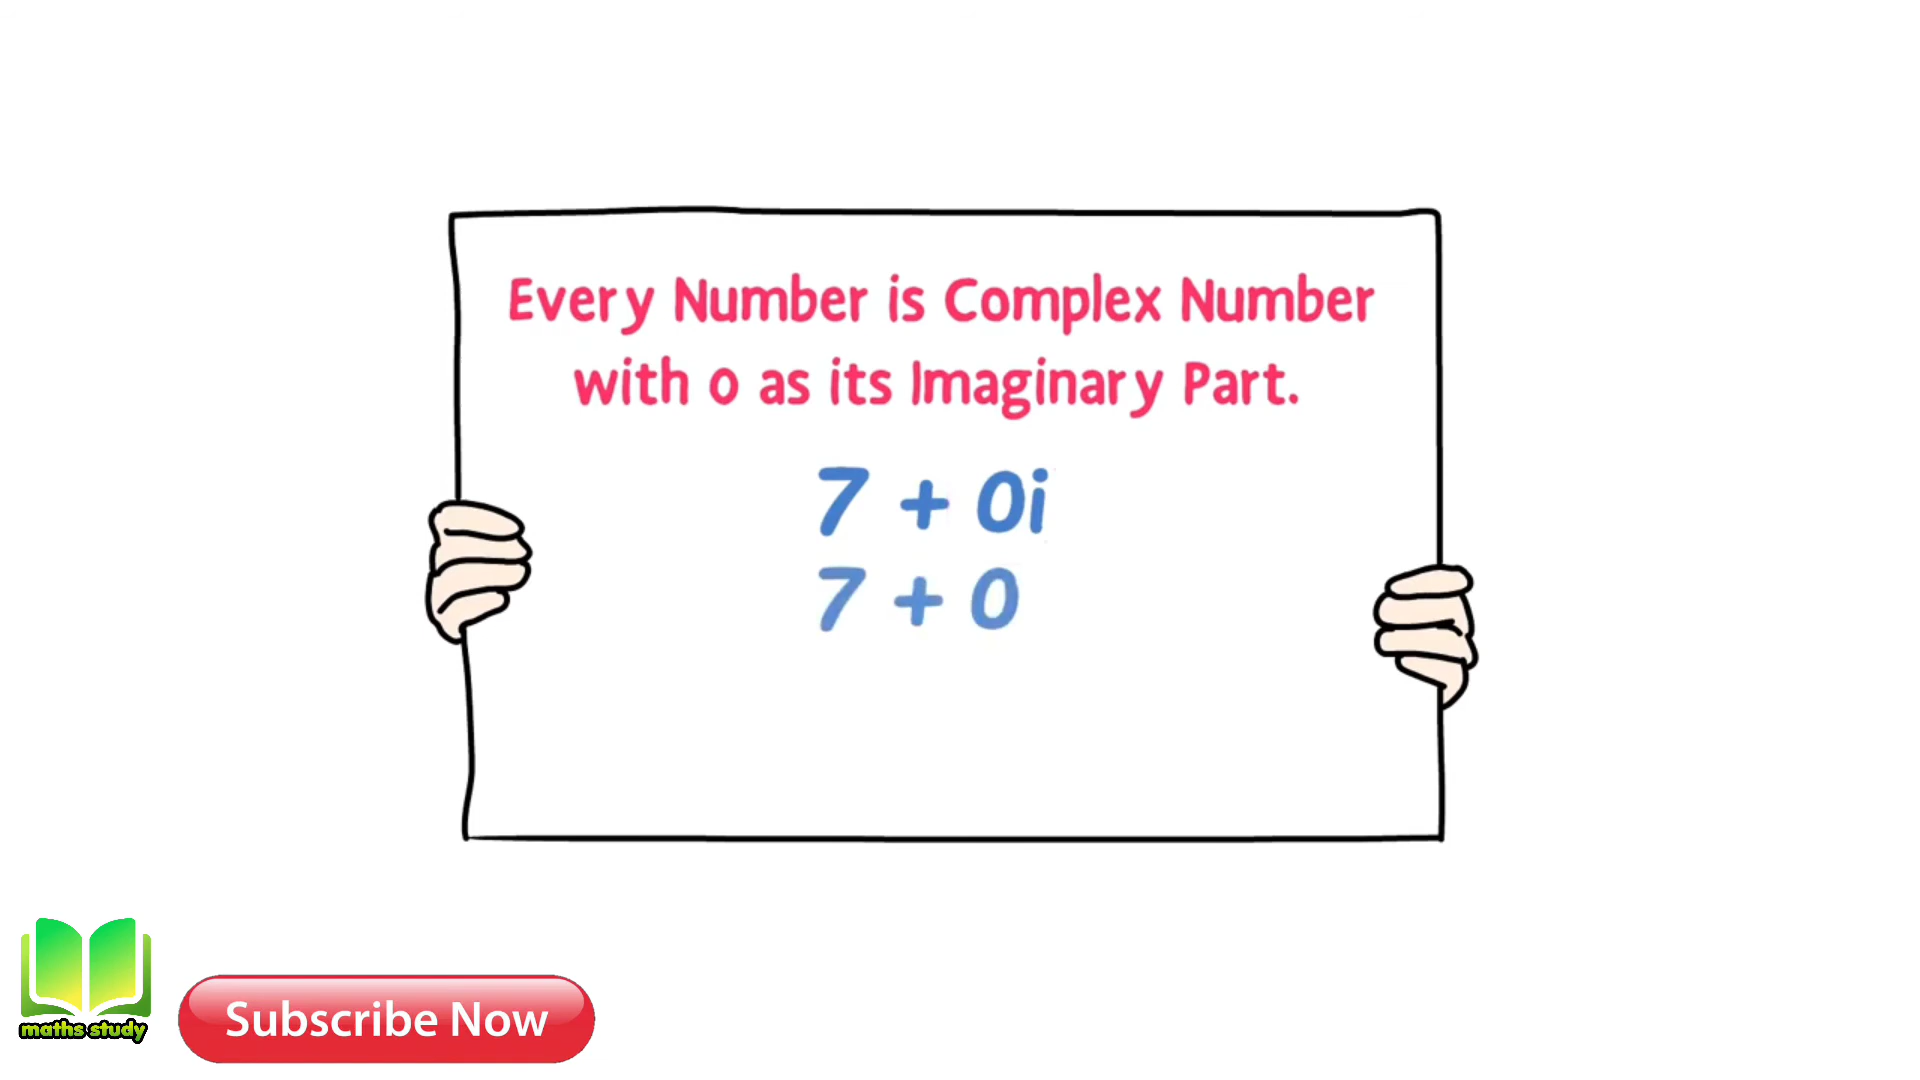 Every Number is Complex Number
with 0 as its Imaginary Part.
7 + 0i
7 + 0
maths study
Subscribe Now